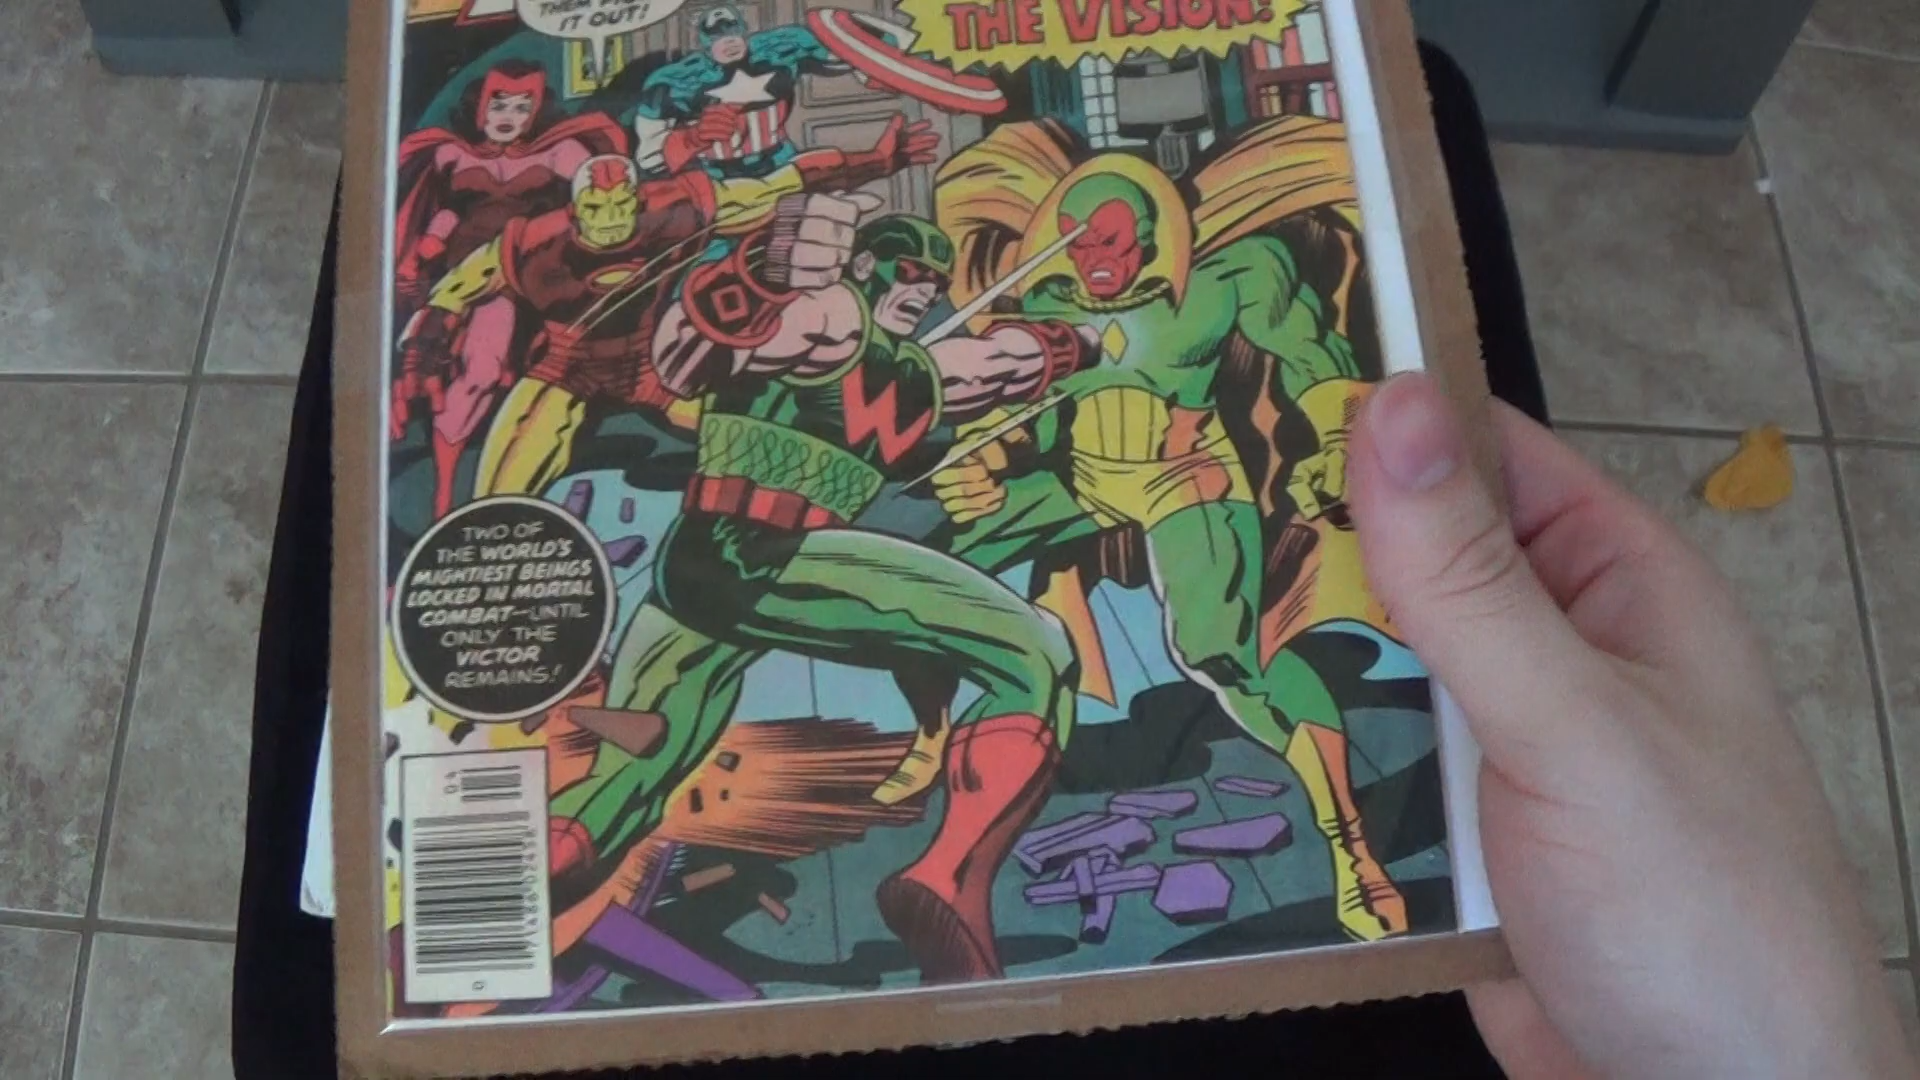 IT OUT!
THE VISION!
W
TWO OF
THE WORLD'S
MIGHTIEST BEINGS
LOCKED IN MORTAL
COMBAT—UNTIL
ONLY THE
VICTOR
REMAINS!
04